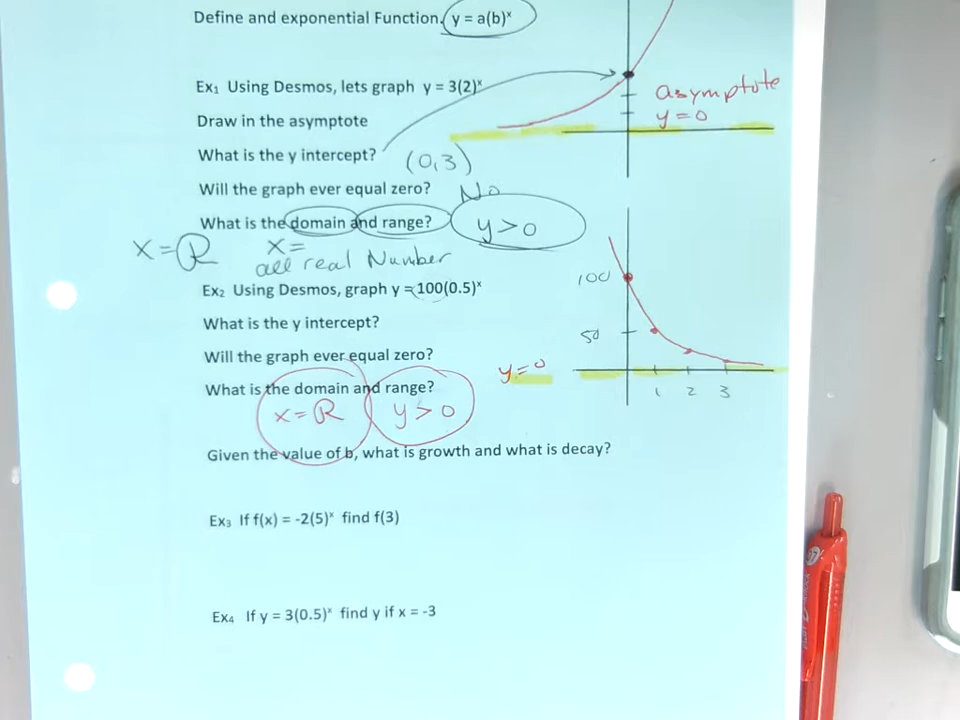 Define and exponential Function. y = a(b)ˣ
Ex₁ Using Desmos, lets graph y = 3(2)ˣ
asymptote
y = 0
Draw in the asymptote
What is the y intercept? (0,3)
Will the graph ever equal zero? No
What is the domain and range? y > 0
x = ℝ x =
all real Number
Ex₂ Using Desmos, graph y = 100(0.5)ˣ
100
What is the y intercept?
50
Will the graph ever equal zero?
y = 0
1 2 3
What is the domain and range?
x = ℝ y > 0
Given the value of b, what is growth and what is decay?
Ex₃ If f(x) = -2(5)ˣ find f(3)
Ex₄ If y = 3(0.5)ˣ find y if x = -3